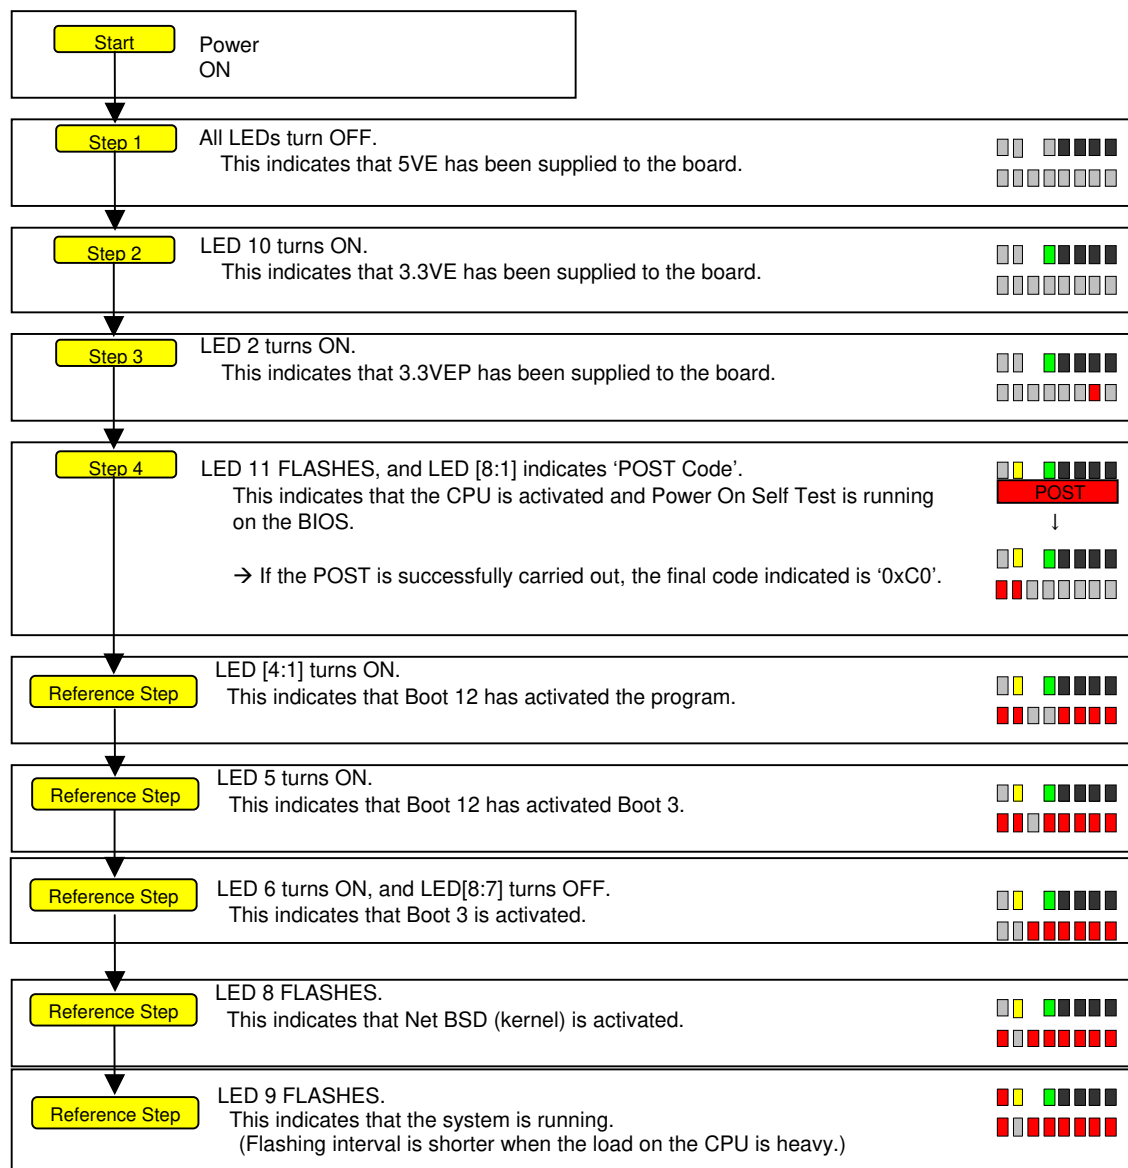 Start
Power
ON
Step 1
All LEDs turn OFF.
This indicates that 5VE has been supplied to the board.
Step 2
LED 10 turns ON.
This indicates that 3.3VE has been supplied to the board.
Step 3
LED 2 turns ON.
This indicates that 3.3VEP has been supplied to the board.
Step 4
LED 11 FLASHES, and LED [8:1] indicates ‘POST Code’.
This indicates that the CPU is activated and Power On Self Test is running
on the BIOS.
→ If the POST is successfully carried out, the final code indicated is ‘0xC0’.
POST
↓
Reference Step
LED [4:1] turns ON.
This indicates that Boot 12 has activated the program.
Reference Step
LED 5 turns ON.
This indicates that Boot 12 has activated Boot 3.
Reference Step
LED 6 turns ON, and LED[8:7] turns OFF.
This indicates that Boot 3 is activated.
Reference Step
LED 8 FLASHES.
This indicates that Net BSD (kernel) is activated.
Reference Step
LED 9 FLASHES.
This indicates that the system is running.
(Flashing interval is shorter when the load on the CPU is heavy.)